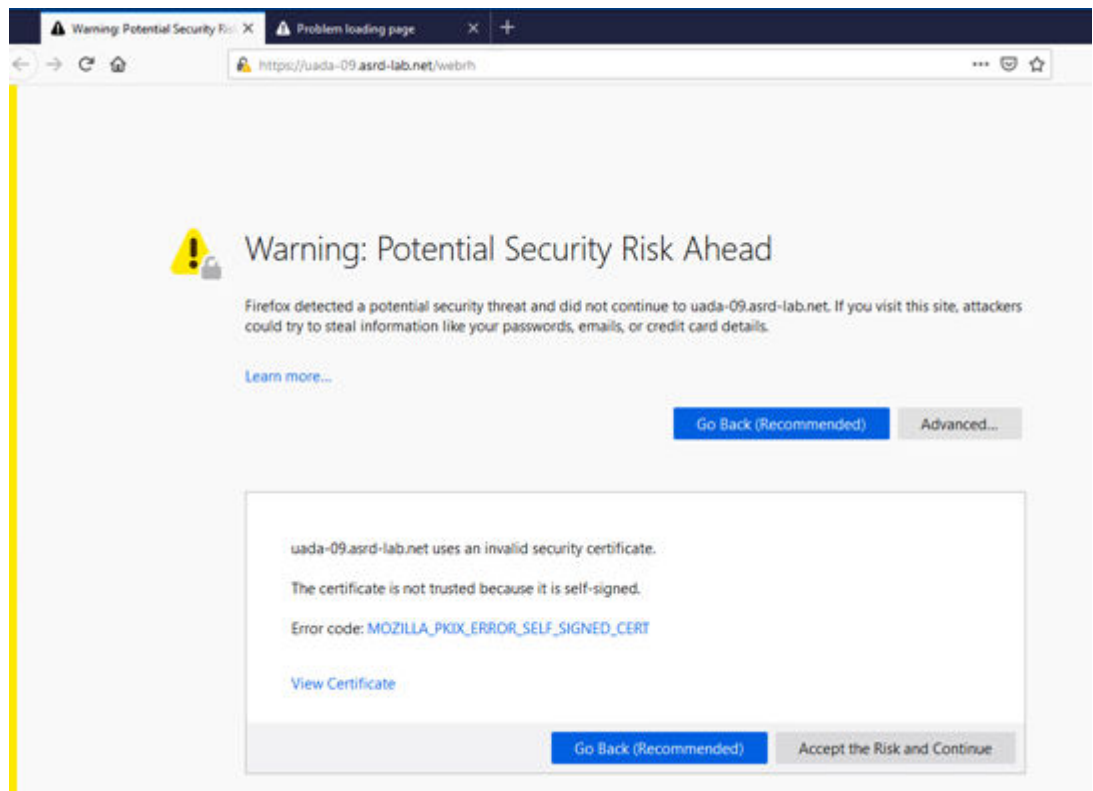 Warning: Potential Security Ris
Problem loading page
https://uada-09.asrd-lab.net/webrh
Warning: Potential Security Risk Ahead
Firefox detected a potential security threat and did not continue to uada-09.asrd-lab.net. If you visit this site, attackers
could try to steal information like your passwords, emails, or credit card details.
Learn more...
Go Back (Recommended)
Advanced...
uada-09.asrd-lab.net uses an invalid security certificate.
The certificate is not trusted because it is self-signed.
Error code: MOZILLA_PKIX_ERROR_SELF_SIGNED_CERT
View Certificate
Go Back (Recommended)
Accept the Risk and Continue